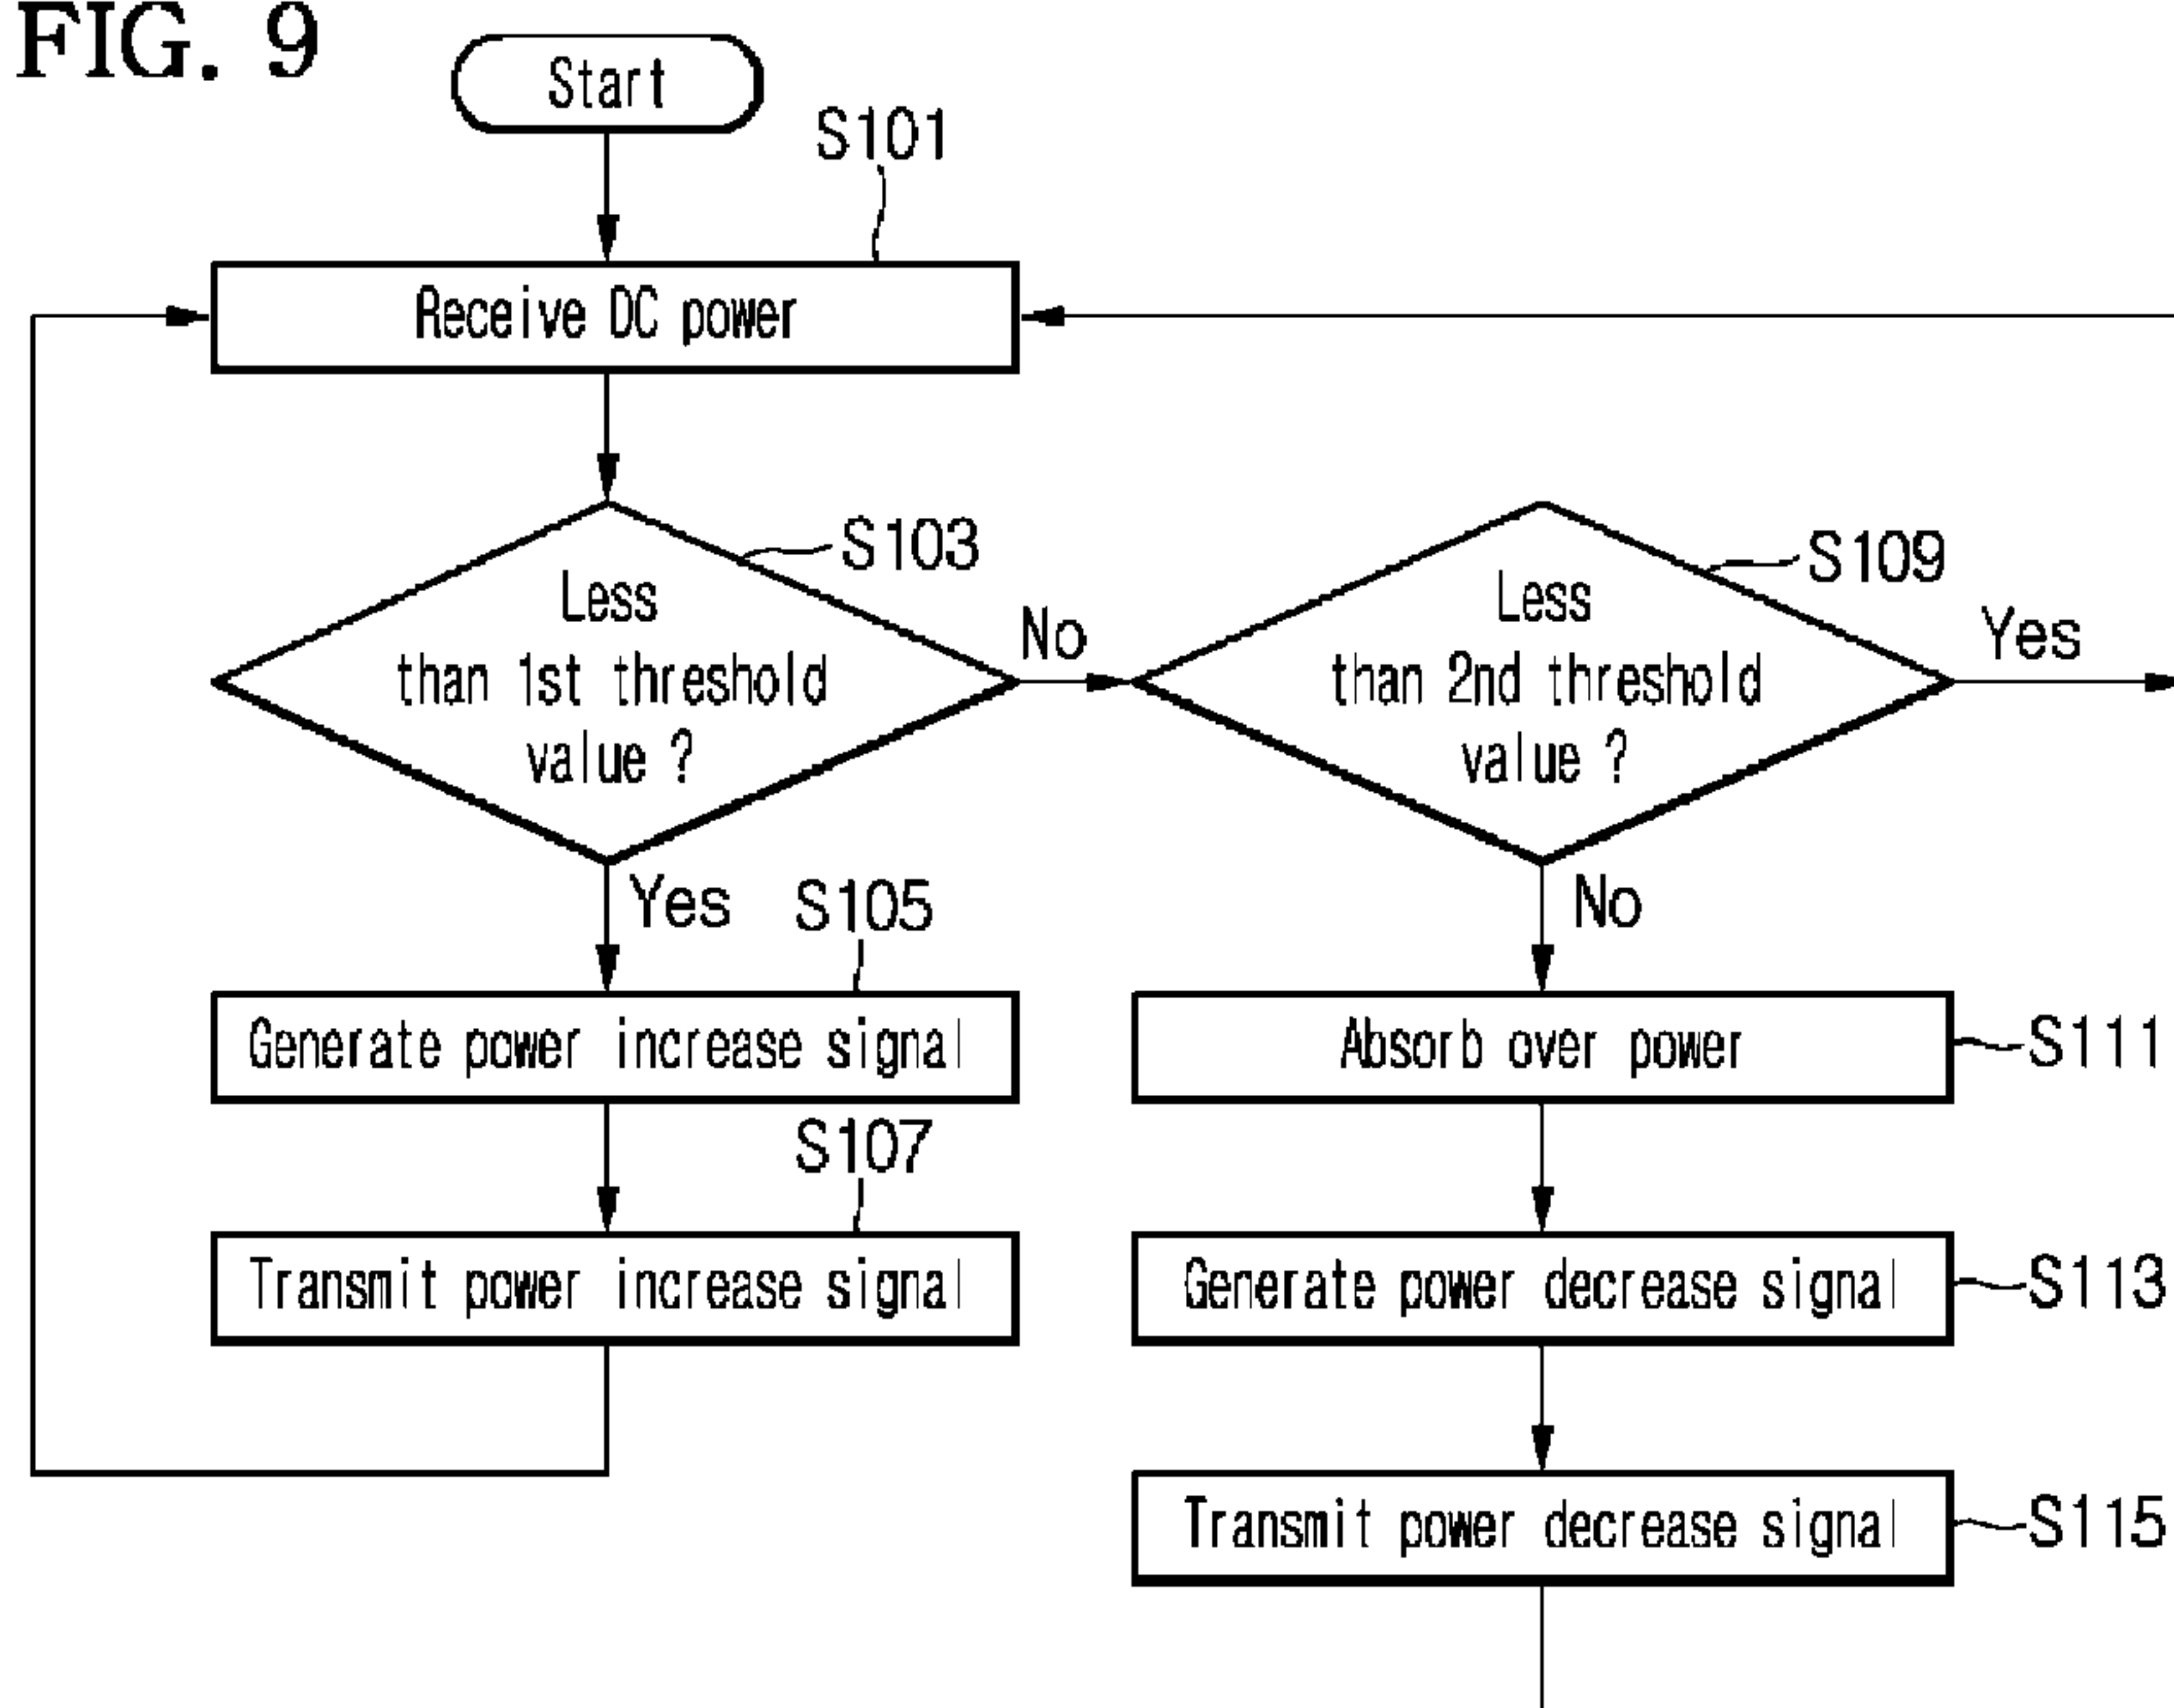 FIG. 9
Start
S101
Receive DC power
S103
Less
than 1st threshold
value ?
No
Yes
S109
Less
than 2nd threshold
value ?
Yes
No
S105
Generate power increase signal
S107
Transmit power increase signal
Absorb over power
S111
Generate power decrease signal
S113
Transmit power decrease signal
S115